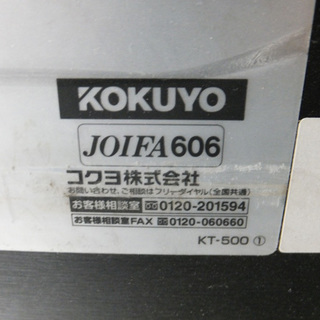 KOKUYO
JOIFA606
コクヨ株式会社
お問い合わせ、ご相談はフリーダイヤル(全国共通)
お客様相談室 0120-201594
お客様相談室FAX 0120-060660
KT-500 ①